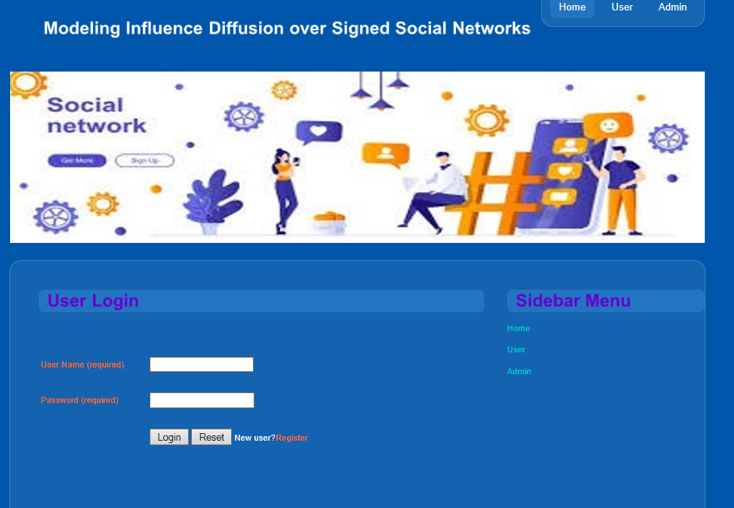 Home User Admin
Modeling Influence Diffusion over Signed Social Networks
Social
network
Get More Sign Up
User Login
Sidebar Menu
Home
User
Admin
User Name (required)
Password (required)
Login Reset New user?Register